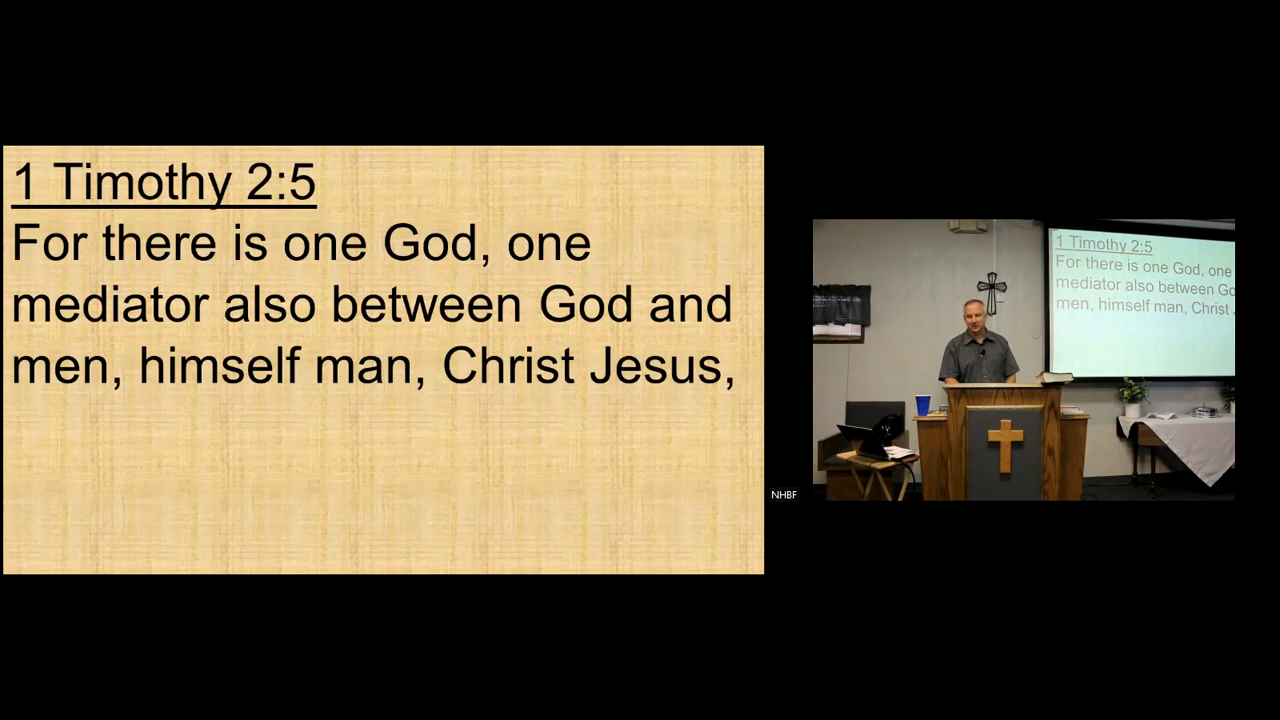 1 Timothy 2:5
For there is one God, one
mediator also between God and
men, himself man, Christ Jesus,
NHBF
1 Timothy 2:5
For there is one God, one
mediator also between Go
men, himself man, Christ